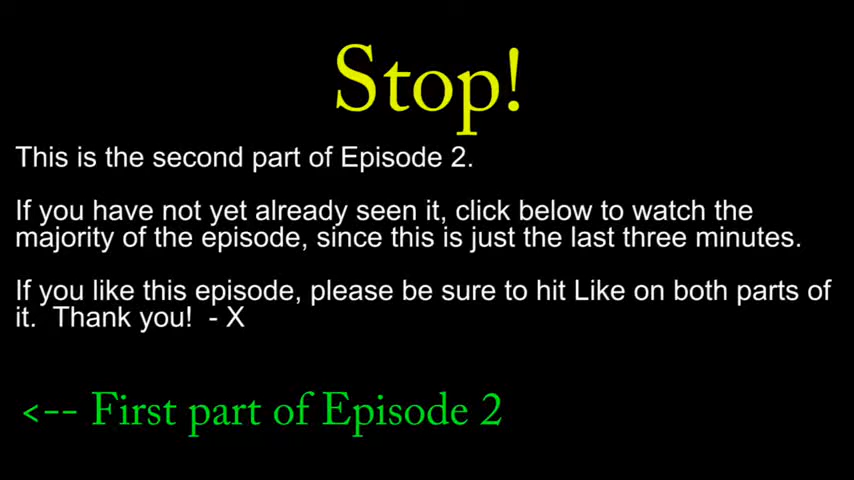 Stop!
This is the second part of Episode 2.
If you have not yet already seen it, click below to watch the
majority of the episode, since this is just the last three minutes.
If you like this episode, please be sure to hit Like on both parts of
it.  Thank you!  - X
<-- First part of Episode 2